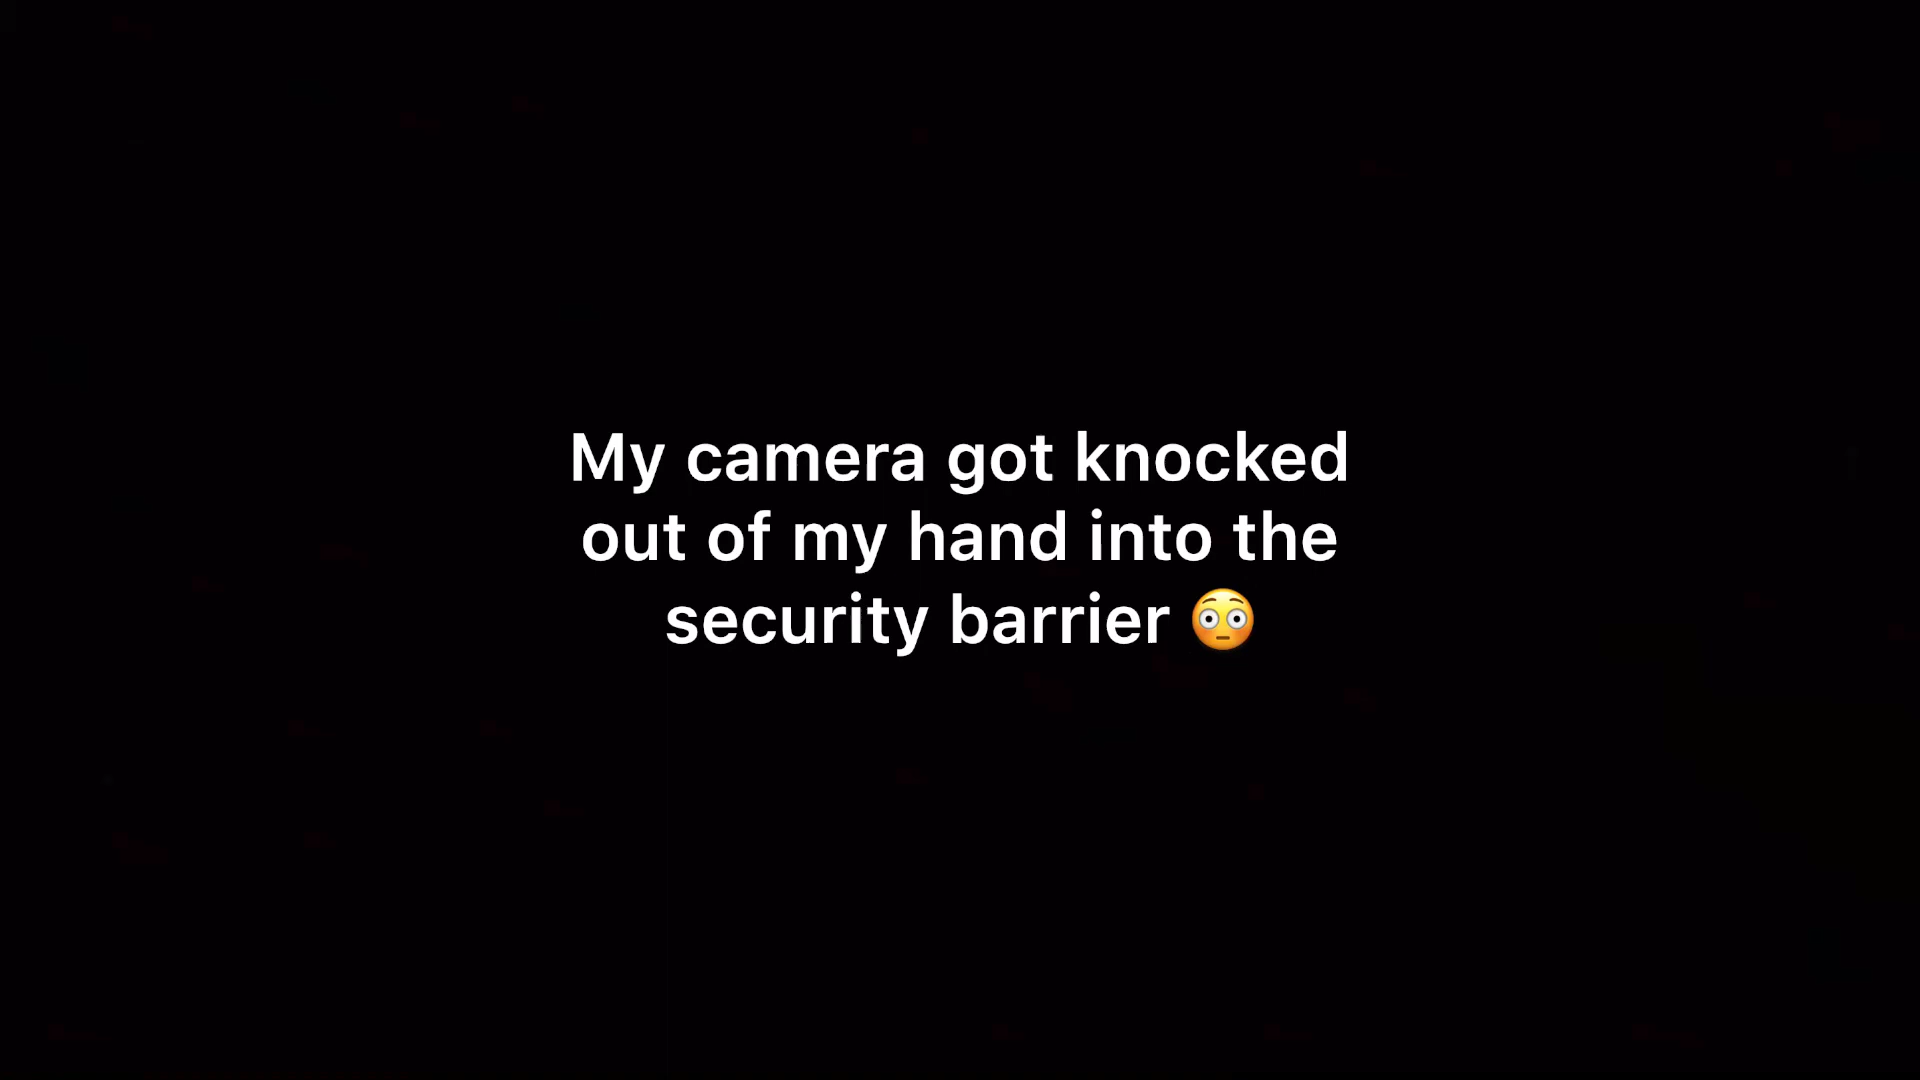 My camera got knocked
out of my hand into the
security barrier 😳